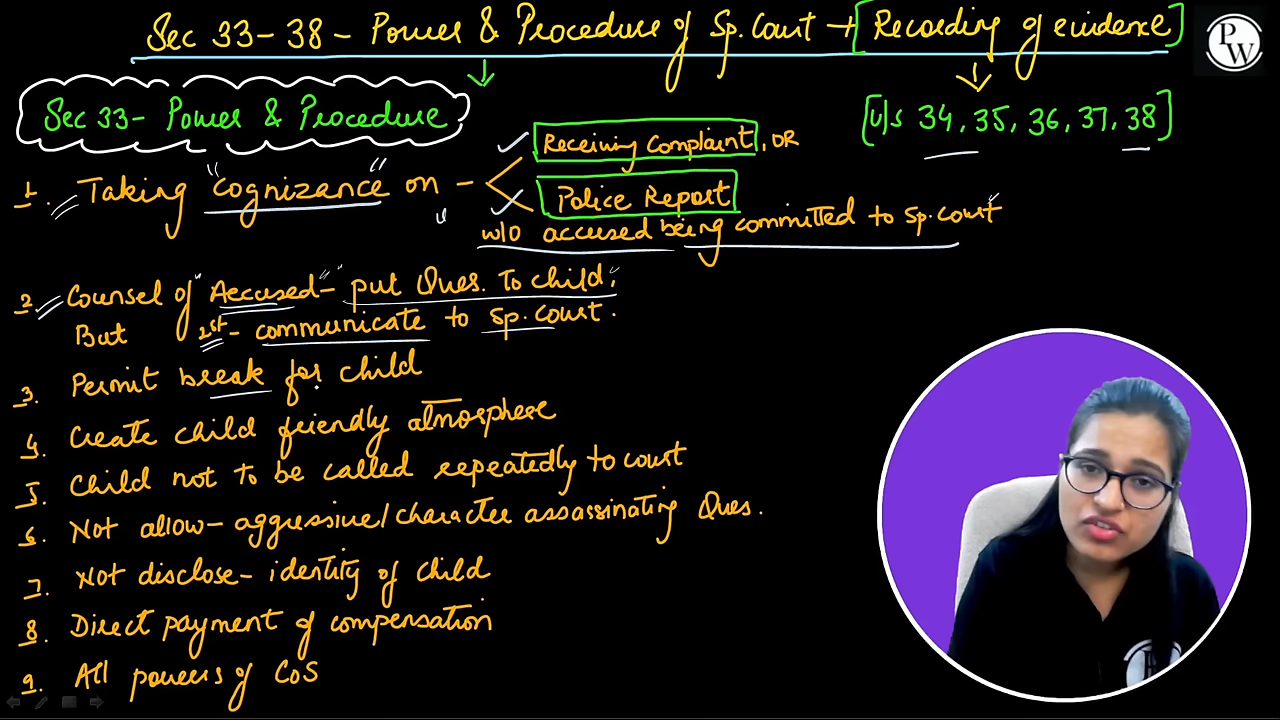 Sec 33-38 - Power & Procedure of Sp. Court → [Recording of evidence]
PW
Sec 33- Power & Procedure
[U/s 34, 35, 36, 37, 38]
1. Taking "cognizance" on - Receiving Complaint, OR
Police Report
"w/o accused being committed to Sp. Court"
2. Counsel of "Accused" - "put Ques. To child,"
But 1st - communicate to Sp. Court.
3. Permit break for child
4. Create child friendly atmosphere
5. Child not to be called repeatedly to court
6. Not allow- aggressive/character assassinating Ques.
7. Not disclose- identity of child
8. Direct payment of compensation
9. All powers of CoS